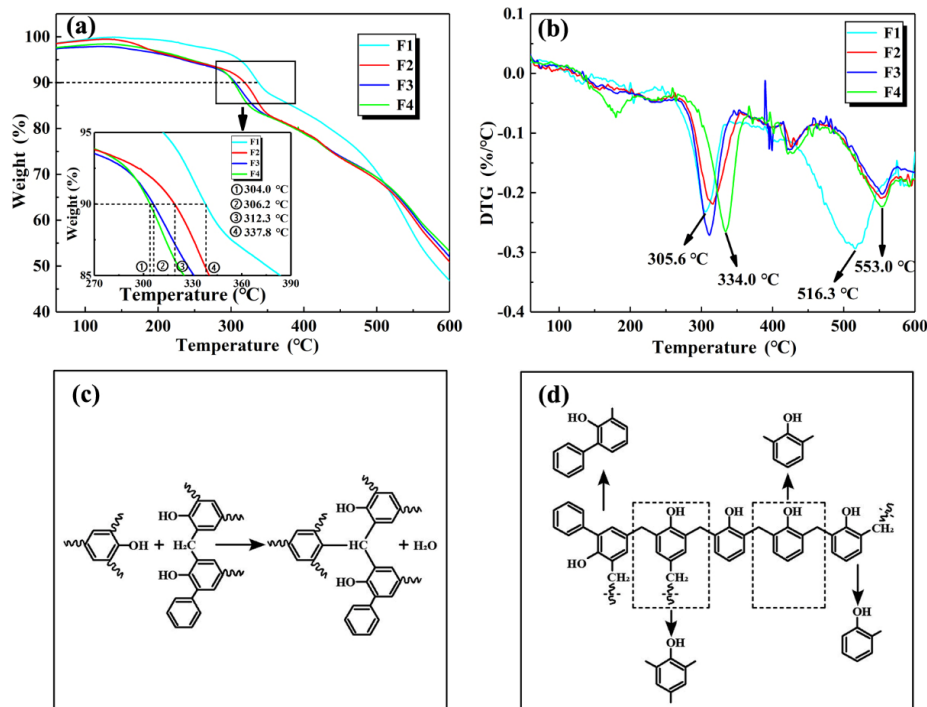 (a)
F1
F2
F3
F4
100
90
80
70
60
50
40
Weight (%)
100
200
300
400
500
600
Temperature (℃)
95
90
85
Weight (%)
F1
F2
F3
F4
①304.0 ℃
②306.2 ℃
③312.3 ℃
④337.8 ℃
① ② ③ ④
270
300
330
360
390
Temperature (℃)
(b)
F1
F2
F3
F4
0.1
0.0
-0.1
-0.2
-0.3
-0.4
DTG (%/℃)
305.6 ℃
334.0 ℃
516.3 ℃
553.0 ℃
100
200
300
400
500
600
Temperature (℃)
(c)
OH
+
HO
CH₂
HO
HO
CH
HO
+ H₂O
(d)
HO
OH
OH
OH
OH
OH
CH₂
HO
CH₂
CH₂
OH
OH